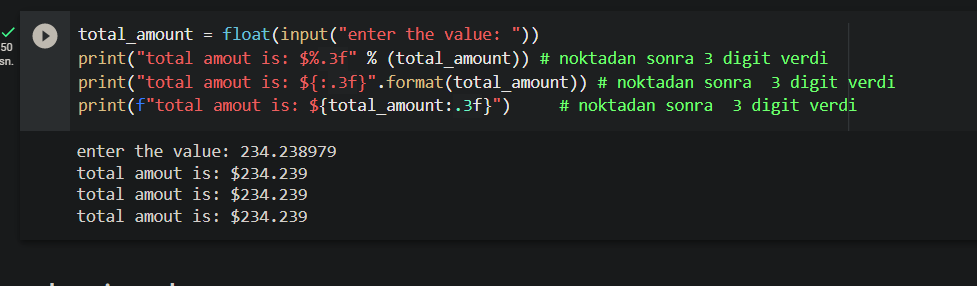 50
sn.
total_amount = float(input("enter the value: "))
print("total amout is: $%.3f" % (total_amount)) # noktadan sonra 3 digit verdi
print("total amout is: ${:.3f}".format(total_amount)) # noktadan sonra  3 digit verdi
print(f"total amout is: ${total_amount:.3f}")     # noktadan sonra  3 digit verdi
enter the value: 234.238979
total amout is: $234.239
total amout is: $234.239
total amout is: $234.239